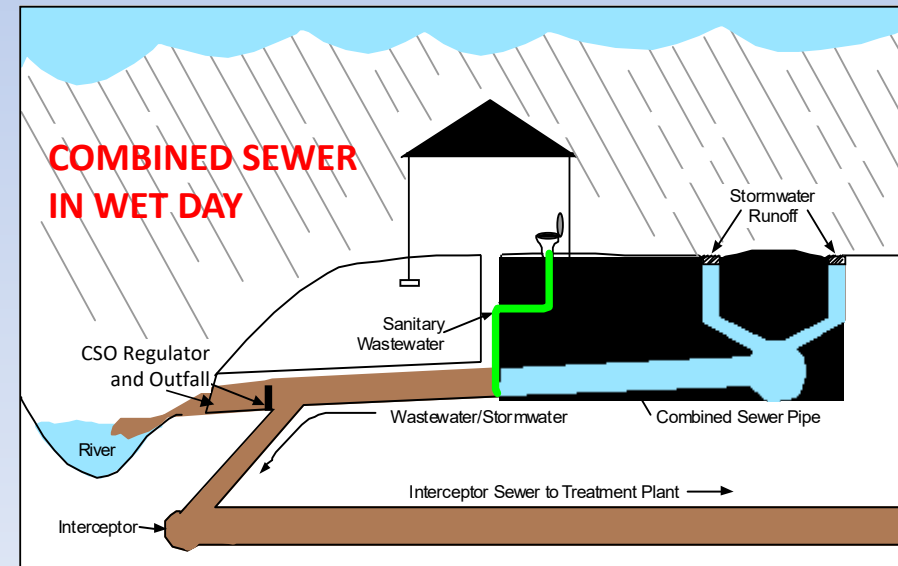 COMBINED SEWER
IN WET DAY
Stormwater
Runoff
Sanitary
Wastewater
CSO Regulator
and Outfall
Wastewater/Stormwater
Combined Sewer Pipe
River
Interceptor Sewer to Treatment Plant
Interceptor